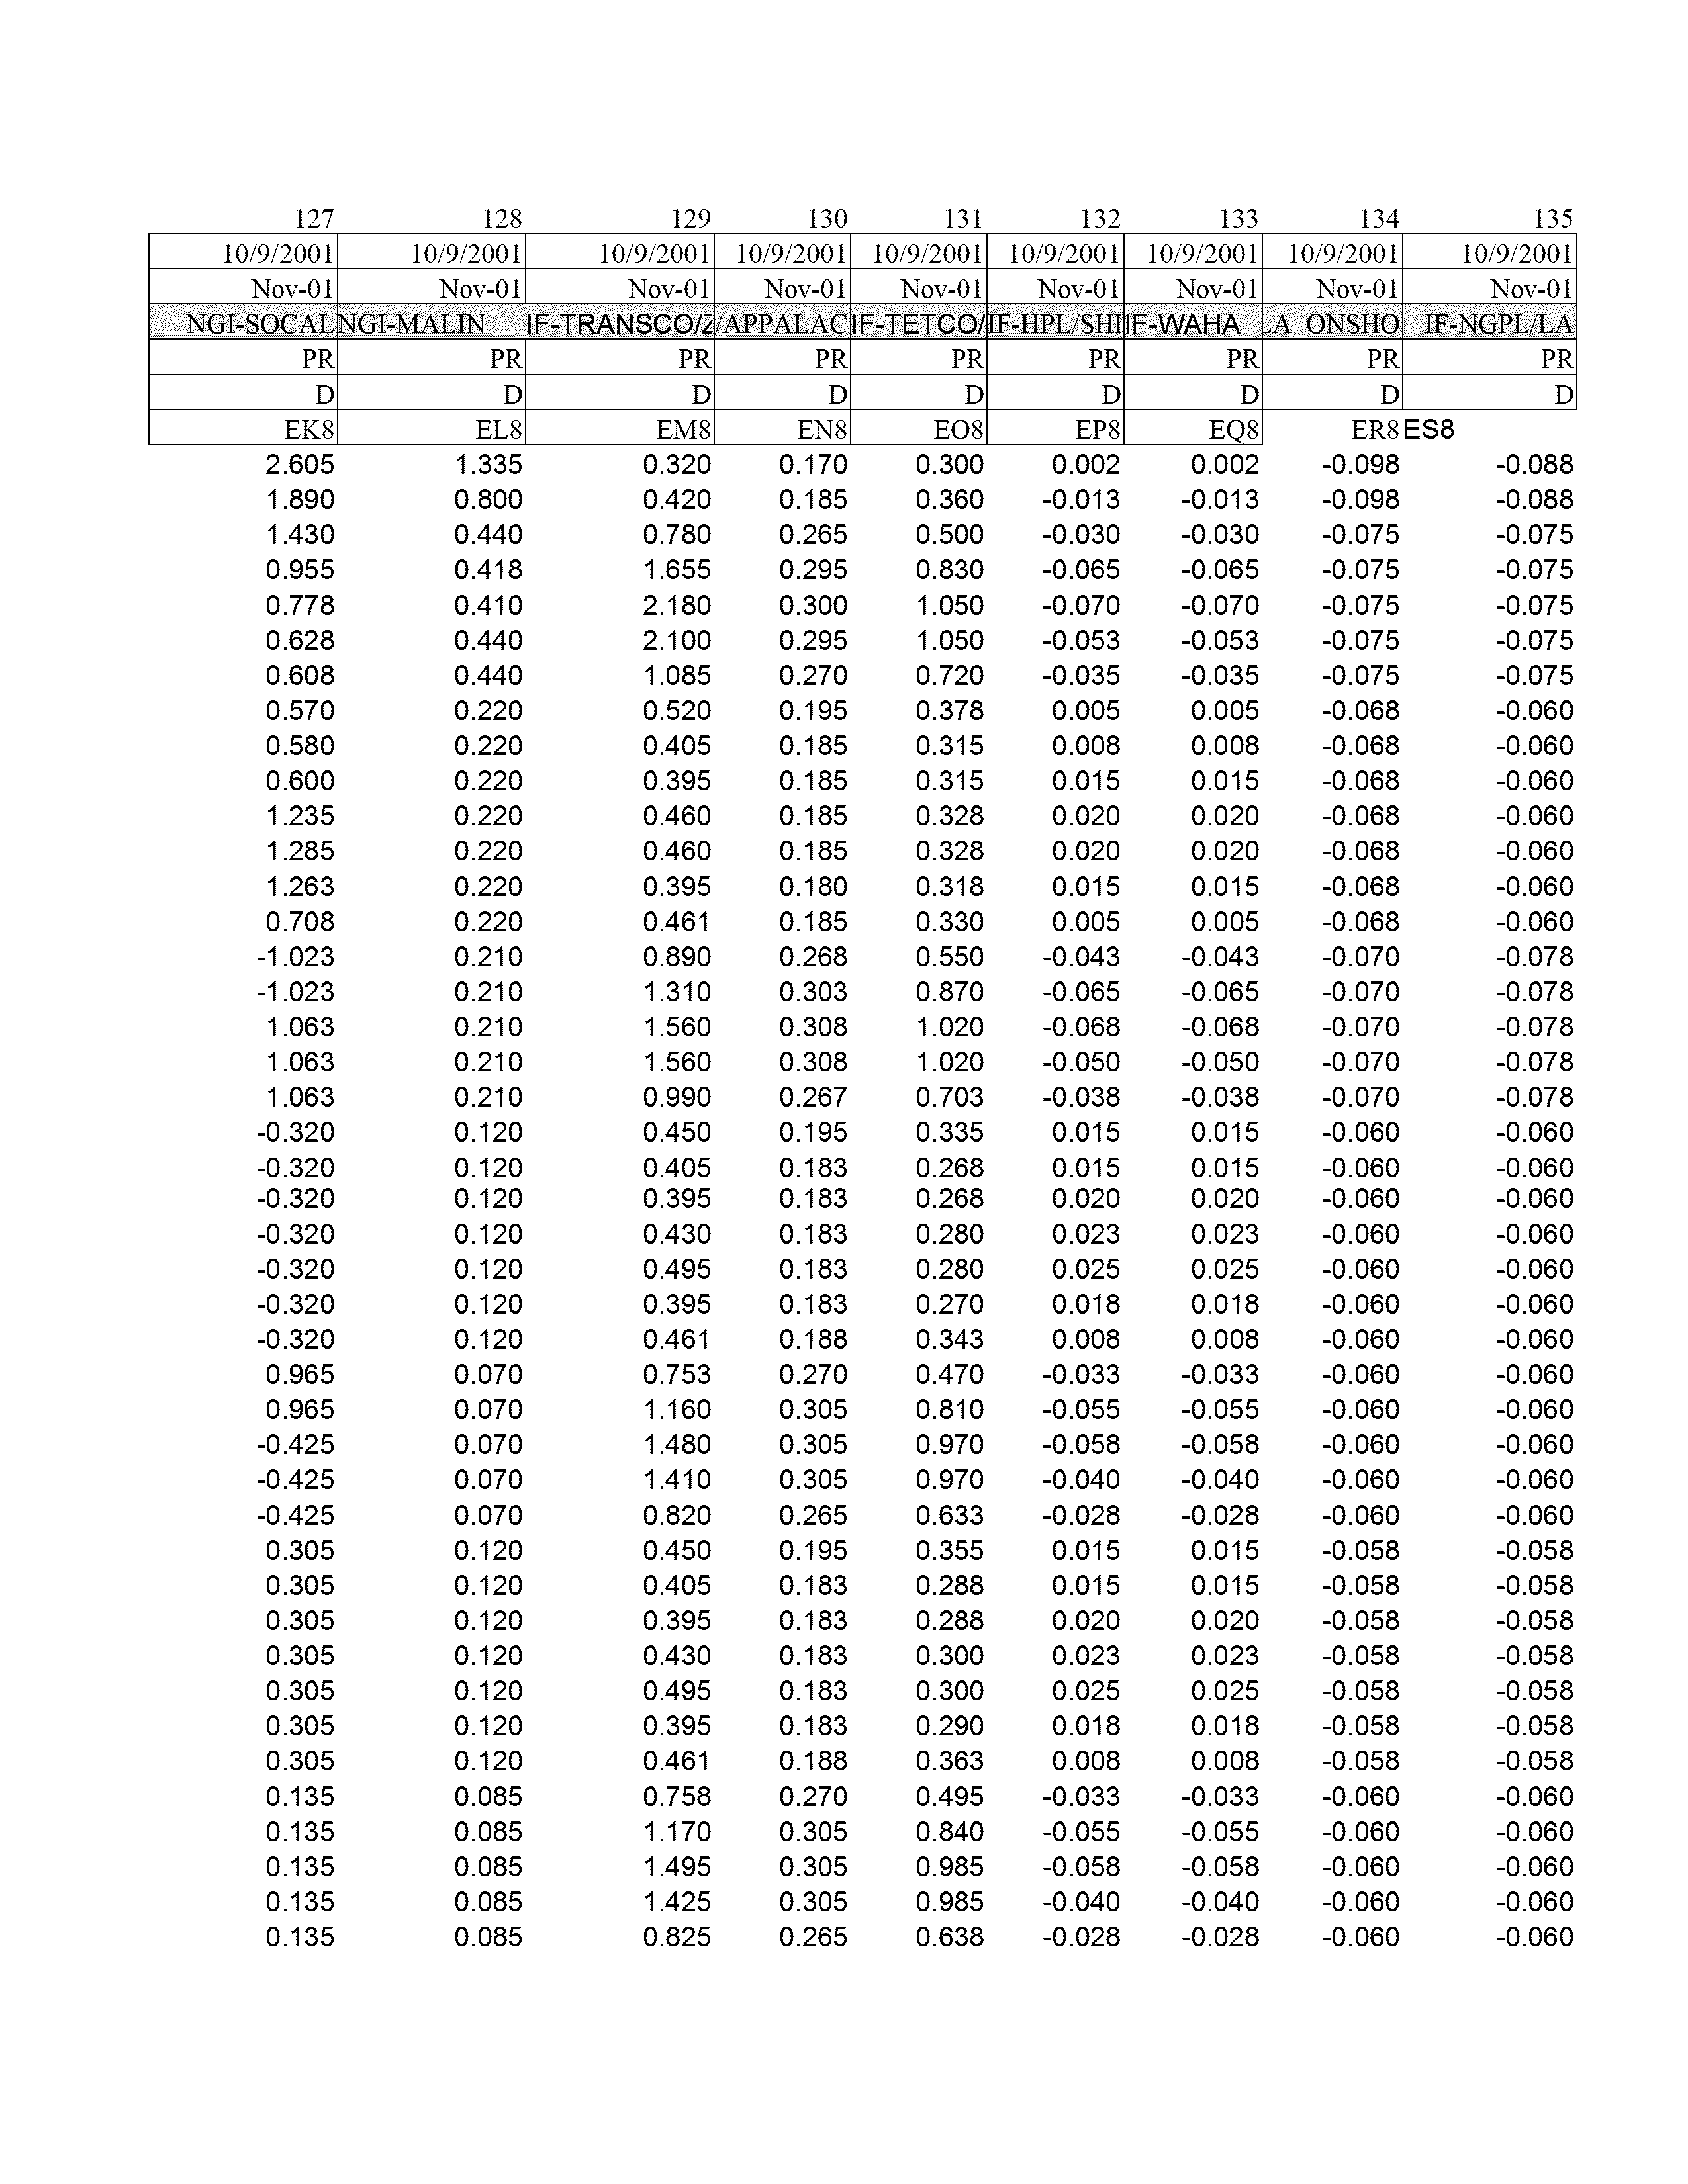 127 128 129 130 131 132 133 134 135
10/9/2001 10/9/2001 10/9/2001 10/9/2001 10/9/2001 10/9/2001 10/9/2001 10/9/2001 10/9/2001
Nov-01 Nov-01 Nov-01 Nov-01 Nov-01 Nov-01 Nov-01 Nov-01 Nov-01
NGI-SOCAL NGI-MALIN IF-TRANSCO/Z /APPALAC IF-TETCO/ IF-HPL/SHI IF-WAHA LA_ONSHO IF-NGPL/LA
PR PR PR PR PR PR PR PR PR
D D D D D D D D D
EK8 EL8 EM8 EN8 EO8 EP8 EQ8 ER8 ES8
2.605 1.335 0.320 0.170 0.300 0.002 0.002 -0.098 -0.088
1.890 0.800 0.420 0.185 0.360 -0.013 -0.013 -0.098 -0.088
1.430 0.440 0.780 0.265 0.500 -0.030 -0.030 -0.075 -0.075
0.955 0.418 1.655 0.295 0.830 -0.065 -0.065 -0.075 -0.075
0.778 0.410 2.180 0.300 1.050 -0.070 -0.070 -0.075 -0.075
0.628 0.440 2.100 0.295 1.050 -0.053 -0.053 -0.075 -0.075
0.608 0.440 1.085 0.270 0.720 -0.035 -0.035 -0.075 -0.075
0.570 0.220 0.520 0.195 0.378 0.005 0.005 -0.068 -0.060
0.580 0.220 0.405 0.185 0.315 0.008 0.008 -0.068 -0.060
0.600 0.220 0.395 0.185 0.315 0.015 0.015 -0.068 -0.060
1.235 0.220 0.460 0.185 0.328 0.020 0.020 -0.068 -0.060
1.285 0.220 0.460 0.185 0.328 0.020 0.020 -0.068 -0.060
1.263 0.220 0.395 0.180 0.318 0.015 0.015 -0.068 -0.060
0.708 0.220 0.461 0.185 0.330 0.005 0.005 -0.068 -0.060
-1.023 0.210 0.890 0.268 0.550 -0.043 -0.043 -0.070 -0.078
-1.023 0.210 1.310 0.303 0.870 -0.065 -0.065 -0.070 -0.078
1.063 0.210 1.560 0.308 1.020 -0.068 -0.068 -0.070 -0.078
1.063 0.210 1.560 0.308 1.020 -0.050 -0.050 -0.070 -0.078
1.063 0.210 0.990 0.267 0.703 -0.038 -0.038 -0.070 -0.078
-0.320 0.120 0.450 0.195 0.335 0.015 0.015 -0.060 -0.060
-0.320 0.120 0.405 0.183 0.268 0.015 0.015 -0.060 -0.060
-0.320 0.120 0.395 0.183 0.268 0.020 0.020 -0.060 -0.060
-0.320 0.120 0.430 0.183 0.280 0.023 0.023 -0.060 -0.060
-0.320 0.120 0.495 0.183 0.280 0.025 0.025 -0.060 -0.060
-0.320 0.120 0.395 0.183 0.270 0.018 0.018 -0.060 -0.060
-0.320 0.120 0.461 0.188 0.343 0.008 0.008 -0.060 -0.060
0.965 0.070 0.753 0.270 0.470 -0.033 -0.033 -0.060 -0.060
0.965 0.070 1.160 0.305 0.810 -0.055 -0.055 -0.060 -0.060
-0.425 0.070 1.480 0.305 0.970 -0.058 -0.058 -0.060 -0.060
-0.425 0.070 1.410 0.305 0.970 -0.040 -0.040 -0.060 -0.060
-0.425 0.070 0.820 0.265 0.633 -0.028 -0.028 -0.060 -0.060
0.305 0.120 0.450 0.195 0.355 0.015 0.015 -0.058 -0.058
0.305 0.120 0.405 0.183 0.288 0.015 0.015 -0.058 -0.058
0.305 0.120 0.395 0.183 0.288 0.020 0.020 -0.058 -0.058
0.305 0.120 0.430 0.183 0.300 0.023 0.023 -0.058 -0.058
0.305 0.120 0.495 0.183 0.300 0.025 0.025 -0.058 -0.058
0.305 0.120 0.395 0.183 0.290 0.018 0.018 -0.058 -0.058
0.305 0.120 0.461 0.188 0.363 0.008 0.008 -0.058 -0.058
0.135 0.085 0.758 0.270 0.495 -0.033 -0.033 -0.060 -0.060
0.135 0.085 1.170 0.305 0.840 -0.055 -0.055 -0.060 -0.060
0.135 0.085 1.495 0.305 0.985 -0.058 -0.058 -0.060 -0.060
0.135 0.085 1.425 0.305 0.985 -0.040 -0.040 -0.060 -0.060
0.135 0.085 0.825 0.265 0.638 -0.028 -0.028 -0.060 -0.060